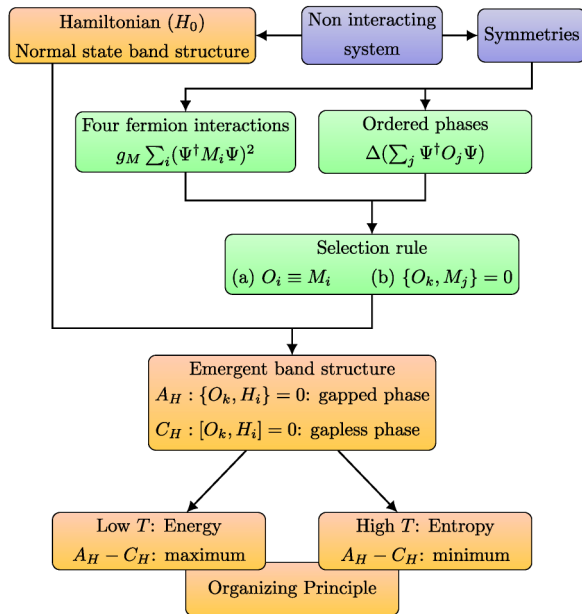 Hamiltonian (H₀)
Normal state band structure
Non interacting
system
Symmetries
Four fermion interactions
g_M ∑_i(Ψ†M_iΨ)²
Ordered phases
Δ(∑_j Ψ†O_jΨ)
Selection rule
(a) O_i ≡ M_i (b) {O_k, M_j} = 0
Emergent band structure
A_H : {O_k, H_i} = 0: gapped phase
C_H : [O_k, H_i] = 0: gapless phase
Low T: Energy
A_H − C_H: maximum
High T: Entropy
A_H − C_H: minimum
Organizing Principle